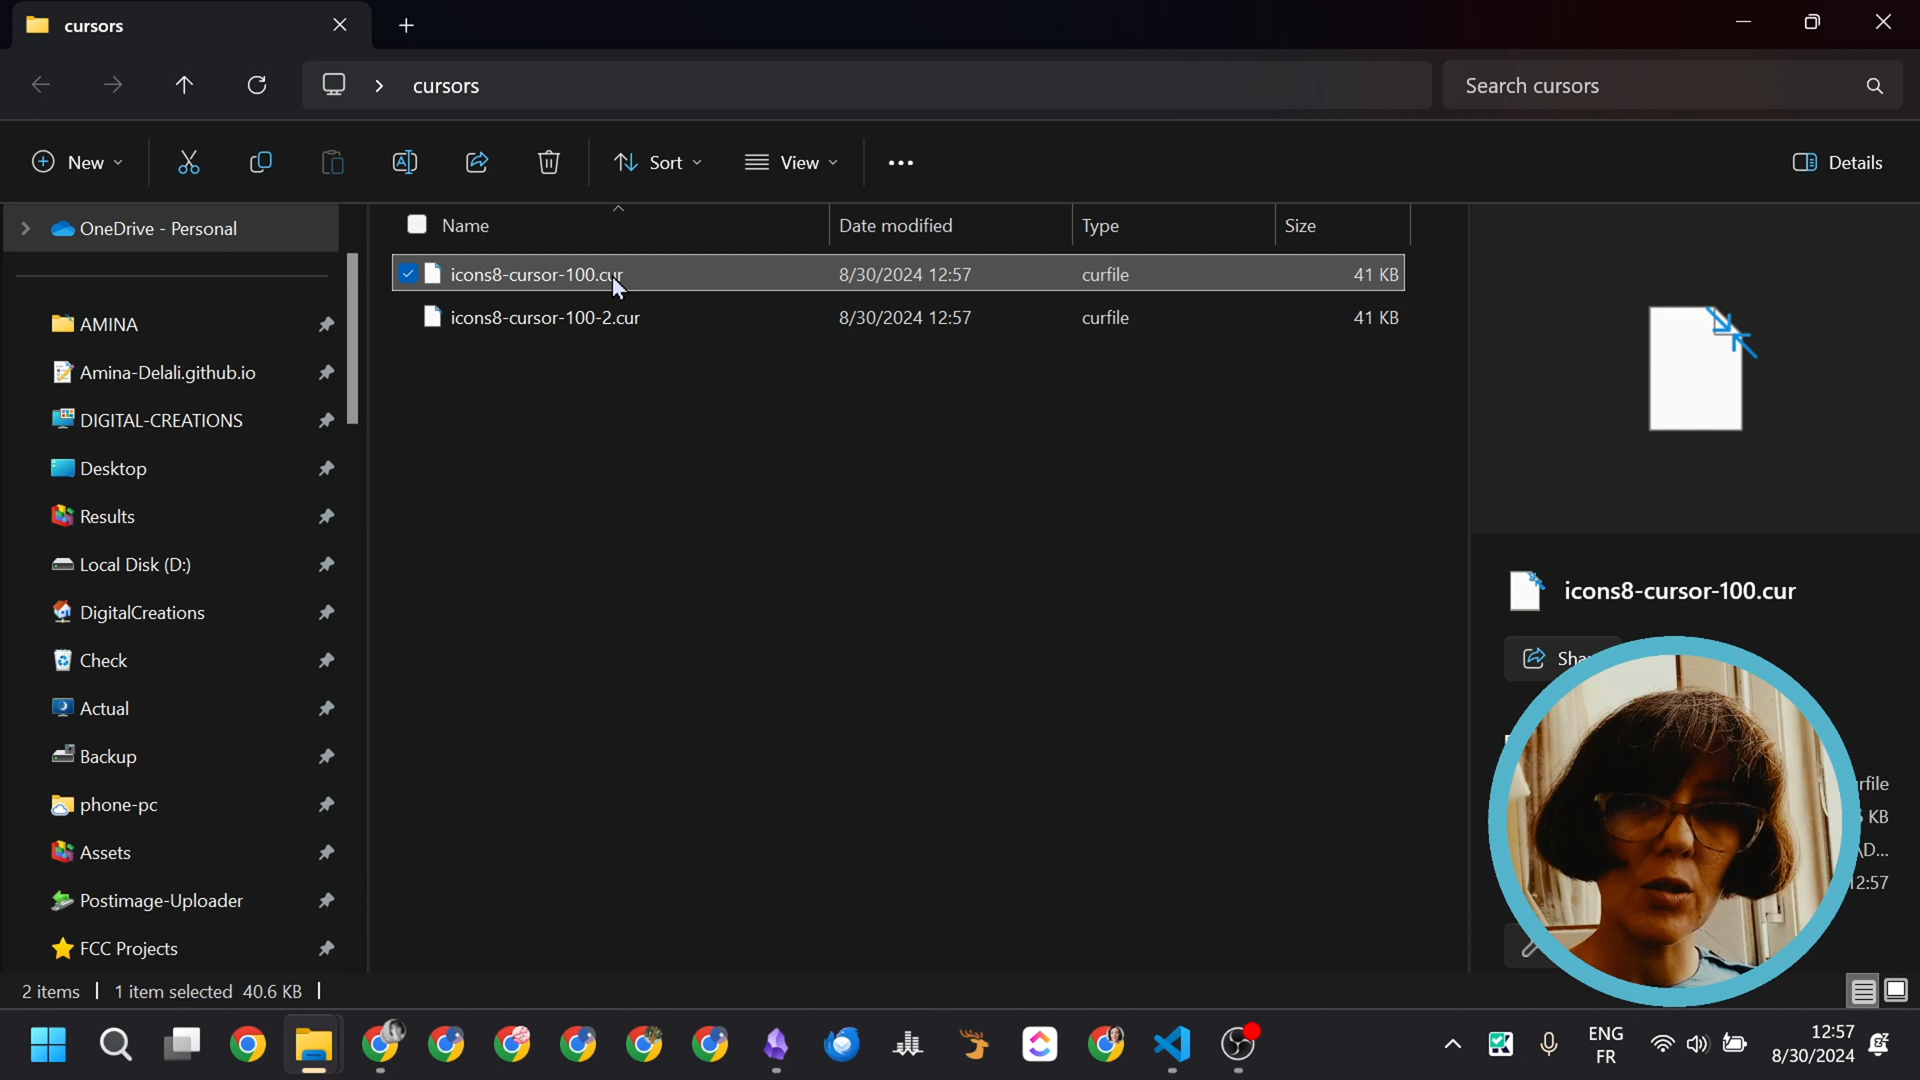 cursors
cursors
Search cursors
New
Sort
View
Details
OneDrive - Personal
Name
Date modified
Type
Size
icons8-cursor-100.cur
8/30/2024 12:57
curfile
41 KB
icons8-cursor-100-2.cur
8/30/2024 12:57
curfile
41 KB
AMINA
Amina-Delali.github.io
DIGITAL-CREATIONS
Desktop
Results
Local Disk (D:)
DigitalCreations
Check
Actual
Backup
phone-pc
Assets
Postimage-Uploader
FCC Projects
icons8-cursor-100.cur
KB
12:57
2 items
1 item selected 40.6 KB
ENG
FR
12:57
8/30/2024